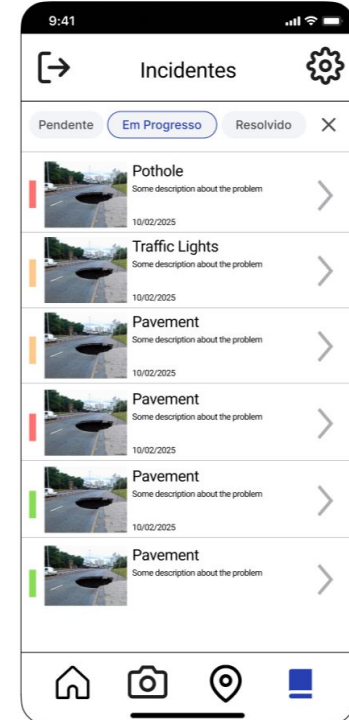 9:41
Incidentes
Pendente Em Progresso Resolvido
Pothole
Some description about the problem
10/02/2025
Traffic Lights
Some description about the problem
10/02/2025
Pavement
Some description about the problem
10/02/2025
Pavement
Some description about the problem
10/02/2025
Pavement
Some description about the problem
10/02/2025
Pavement
Some description about the problem